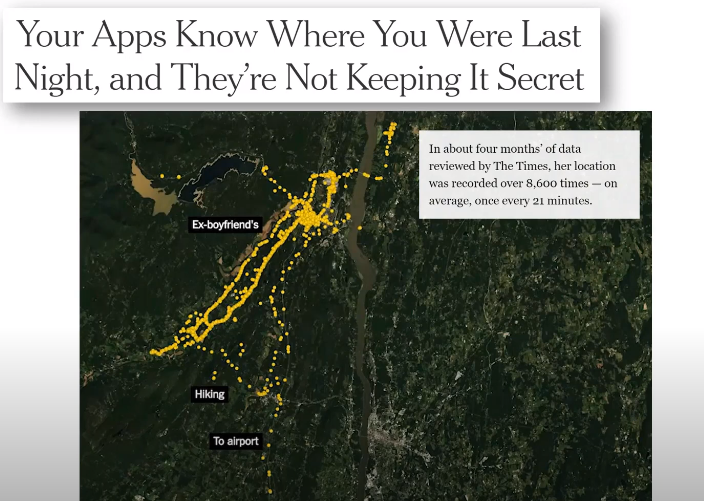 Your Apps Know Where You Were Last
Night, and They're Not Keeping It Secret
In about four months' of data
reviewed by The Times, her location
was recorded over 8,600 times — on
average, once every 21 minutes.
Ex-boyfriend's
Hiking
To airport